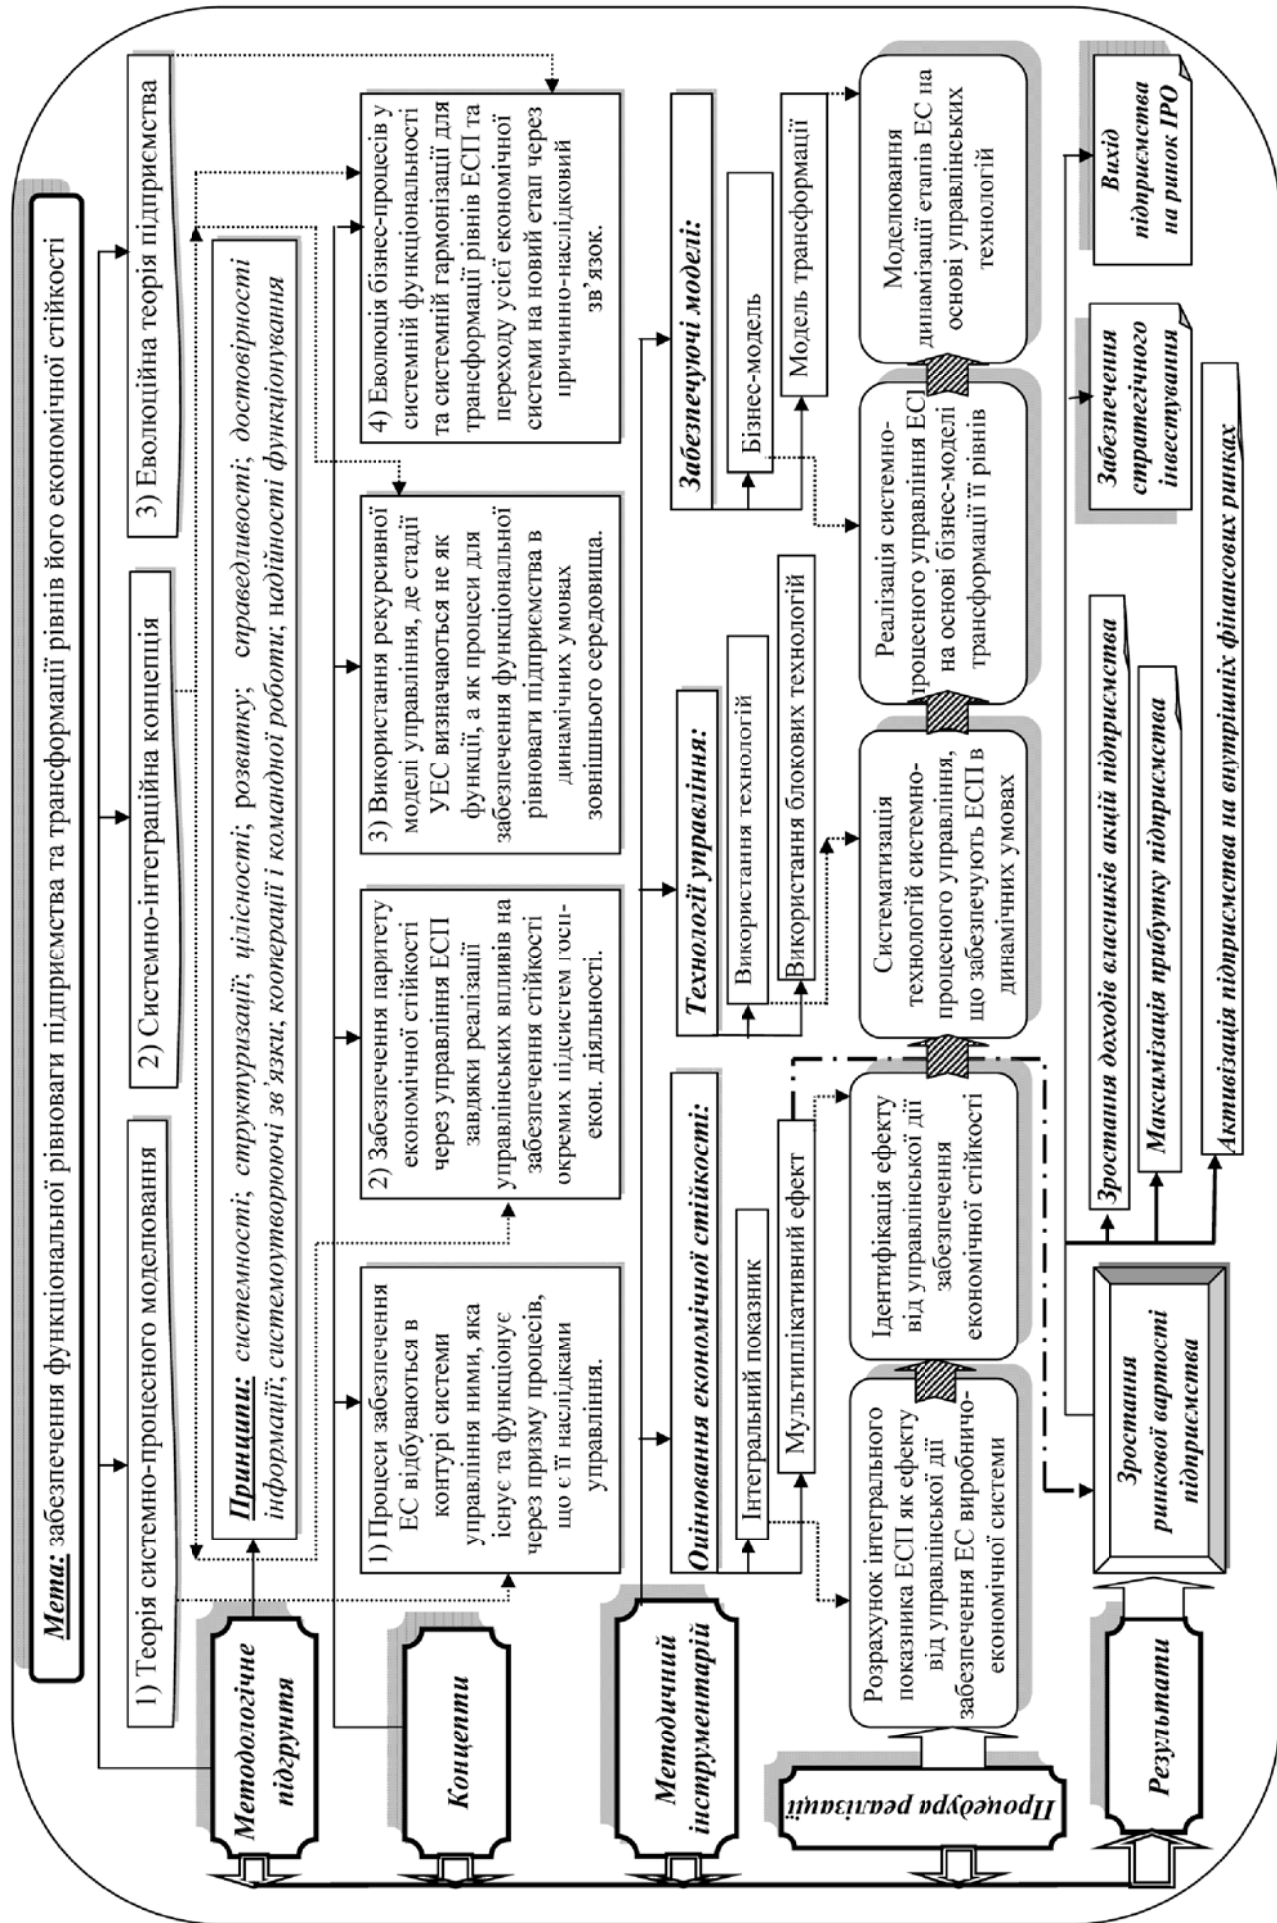 Мета: забезпечення функціональної рівноваги підприємства та трансформації рівнів його економічної стійкості
1) Теорія системно-процесного моделювання
2) Системно-інтеграційна концепція
3) Еволюційна теорія підприємства
Методологічне
підгрунтя
Принципи: системності; структуризації; цілісності; розвитку; справедливості; достовірності
інформації; системоутворюючі зв’язки; кооперації і командної роботи; надійності функціонування
Концепти
1) Процеси забезпечення
ЕС відбуваються в
контурі системи
управління ними, яка
існує та функціонує
через призму процесів,
що є її наслідками
управління.
2) Забезпечення паритету
економічної стійкості
через управління ЕСП
завдяки реалізації
управлінських впливів на
забезпечення стійкості
окремих підсистем госп-
екон. діяльності.
3) Використання рекурсивної
моделі управління, де стадії
УЕС визначаються не як
функції, а як процеси для
забезпечення функціональної
рівноваги підприємства в
динамічних умовах
зовнішнього середовища.
4) Еволюція бізнес-процесів у
системній функціональності
та системній гармонізації для
трансформації рівнів ЕСП та
переходу усієї економічної
системи на новий етап через
причинно-наслідковий
зв’язок.
Методичний
інструментарій
Оцінювання економічної стійкості:
Інтегральний показник
Мультиплікативний ефект
Технології управління:
Використання технологій
Використання блокових технологій
Забезпечуючі моделі:
Бізнес-модель
Модель трансформації
Процедура реалізації
Розрахунок інтегрального
показника ЕСП як ефекту
від управлінської дії
забезпечення ЕС виробничо-
економічної системи
Ідентифікація ефекту
від управлінської дії
забезпечення
економічної стійкості
Систематизація
технологій системно-
процесного управління,
що забезпечують ЕСП в
динамічних умовах
Реалізація системно-
процесного управління ЕСП
на основі бізнес-моделі
трансформації її рівнів
Моделювання
динамізації етапів ЕС на
основі управлінських
технологій
Результати
Зростання
ринкової вартості
підприємства
Зростання доходів власників акцій підприємства
Максимізація прибутку підприємства
Активізація підприємства на внутрішніх фінансових ринках
Забезпечення
стратегічного
інвестування
Вихід
підприємства
на ринок ІРО